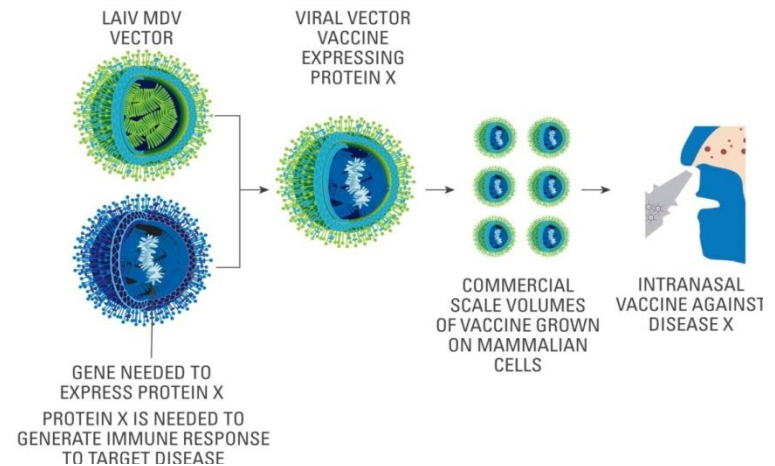 LAIV MDV
VECTOR
VIRAL VECTOR
VACCINE
EXPRESSING
PROTEIN X
COMMERCIAL
SCALE VOLUMES
OF VACCINE GROWN
ON MAMMALIAN
CELLS
INTRANASAL
VACCINE AGAINST
DISEASE X
GENE NEEDED TO
EXPRESS PROTEIN X
PROTEIN X IS NEEDED TO
GENERATE IMMUNE RESPONSE
TO TARGET DISEASE